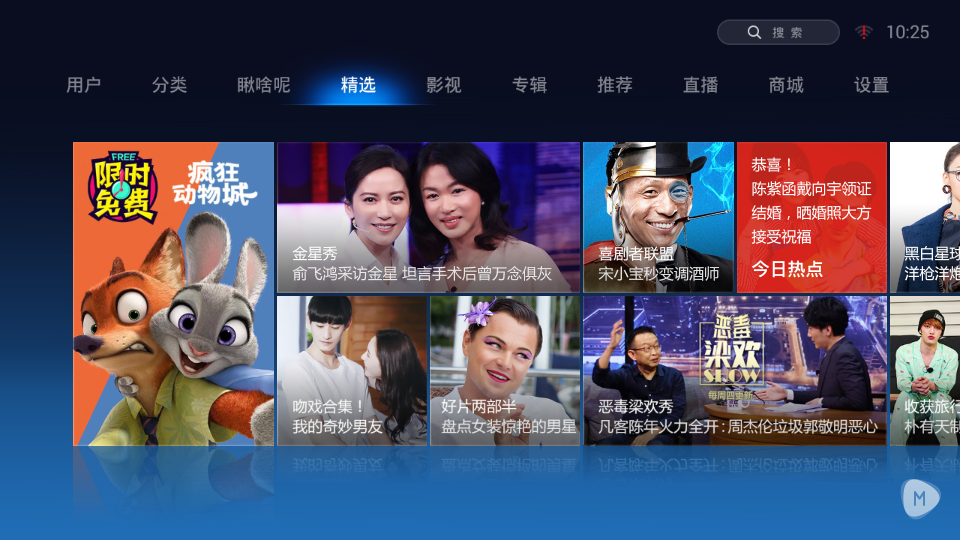 搜 索
10:25
用户
分类
瞅啥呢
精选
影视
专辑
推荐
直播
商城
设置
FREE
限时
免费
疯狂
动物城
金星秀
俞飞鸿采访金星 坦言手术后曾万念俱灰
喜剧者联盟
宋小宝秒变调酒师
恭喜！
陈紫函戴向宇领证
结婚，晒婚照大方
接受祝福
今日热点
黑白星球
洋枪洋炮
吻戏合集！
我的奇妙男友
好片两部半
盘点女装惊艳的男星
恶毒
梁欢
SLOW
每周四更新
恶毒梁欢秀
凡客陈年火力全开：周杰伦垃圾郭敬明恶心
收获旅行
朴有天制
M